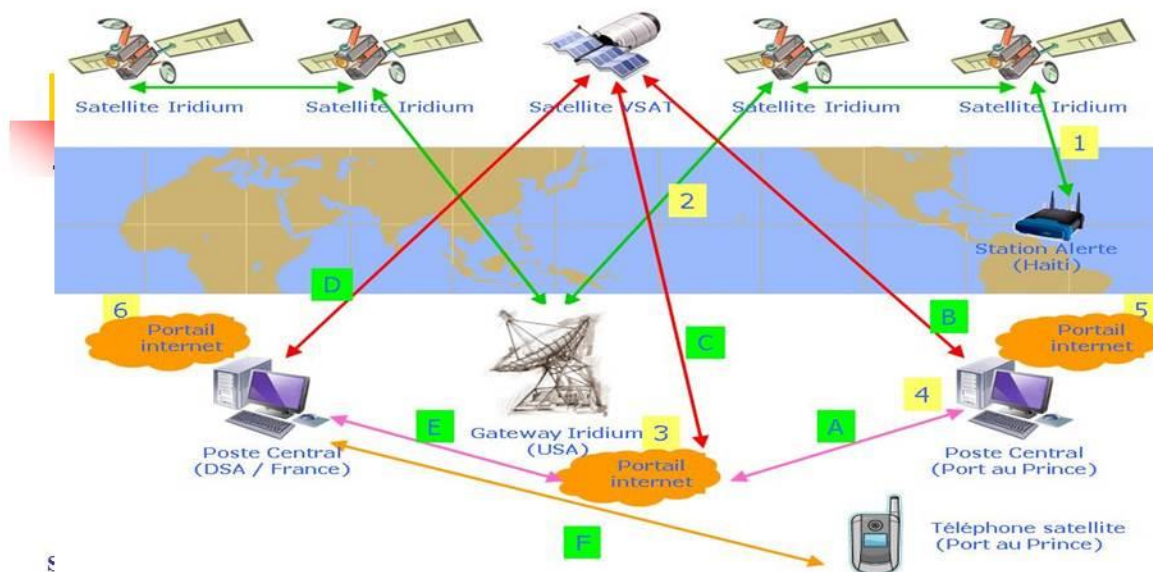 Satellite Iridium
Satellite Iridium
Satellite VSAT
Satellite Iridium
Satellite Iridium
1
2
Station Alerte
(Haiti)
D
6
Portail
internet
C
B
5
Portail
internet
4
E
Gateway Iridium
(USA)
3
A
Poste Central
(DSA / France)
Portail
internet
Poste Central
(Port au Prince)
F
Téléphone satellite
(Port au Prince)
s